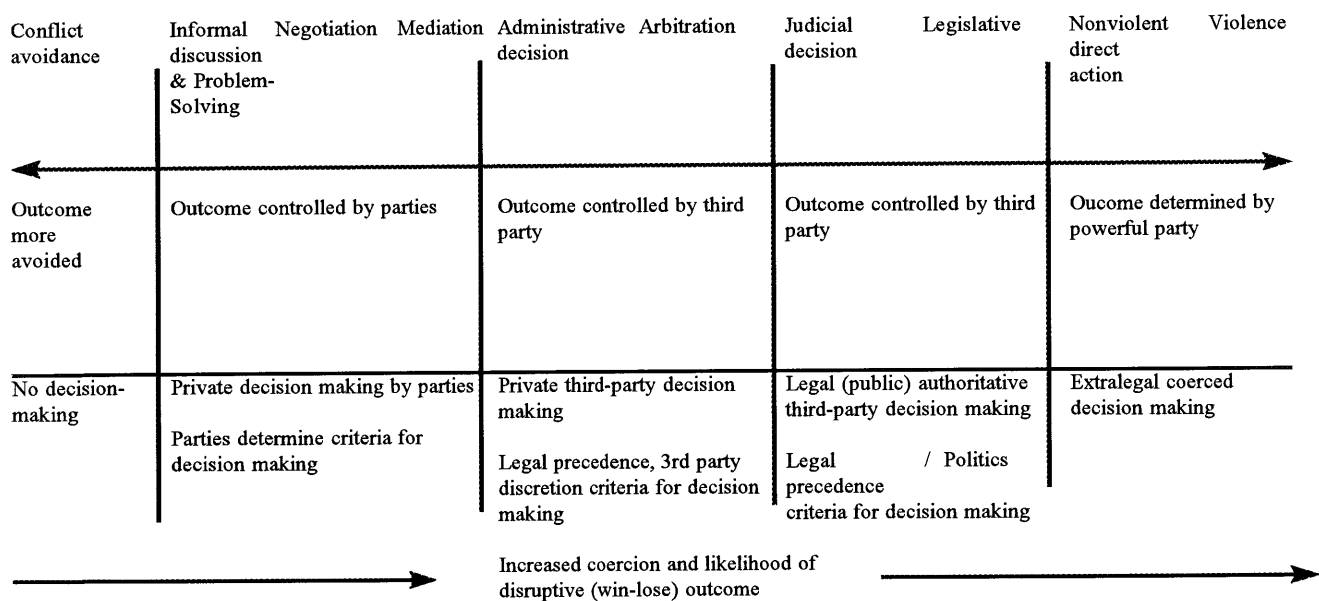 Conflict
avoidance
Informal Negotiation Mediation
discussion
& Problem-
Solving
Administrative Arbitration
decision
Judicial Legislative
decision
Nonviolent Violence
direct
action
Outcome
more
avoided
Outcome controlled by parties
Outcome controlled by third
party
Outcome controlled by third
party
Oucome determined by
powerful party
No decision-
making
Private decision making by parties
Parties determine criteria for
decision making
Private third-party decision
making
Legal precedence, 3rd party
discretion criteria for decision
making
Legal (public) authoritative
third-party decision making
Legal / Politics
precedence
criteria for decision making
Extralegal coerced
decision making
Increased coercion and likelihood of
disruptive (win-lose) outcome